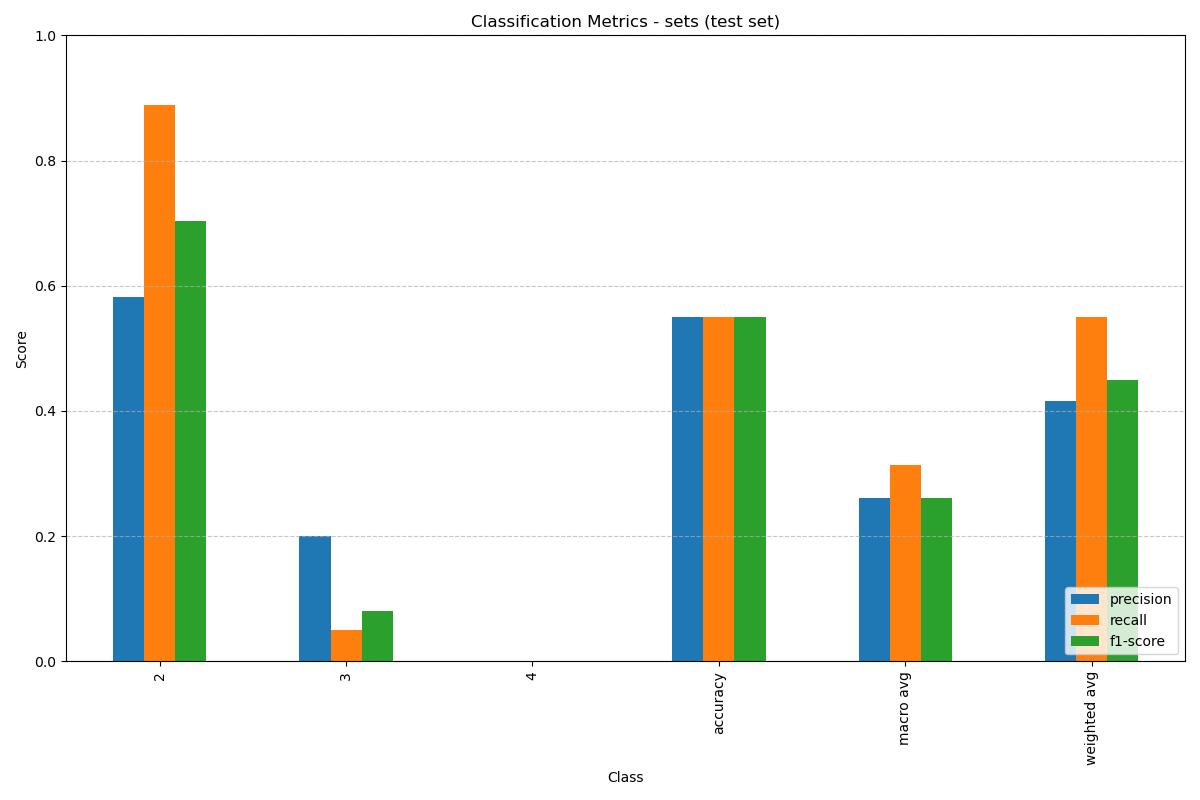 Classification Metrics - sets (test set)
1.0
0.8
0.6
0.4
0.2
0.0
Score
2
3
4
accuracy
macro avg
weighted avg
Class
precision
recall
f1-score